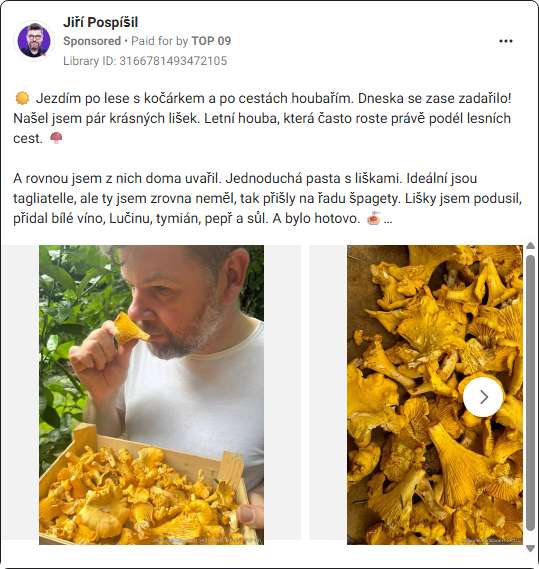 Jiří Pospíšil
Sponsored • Paid for by TOP 09
Library ID: 3166781493472105
Jezdím po lese s kočárkem a po cestách houbařím. Dneska se zase zadařilo!
Našel jsem pár krásných lišek. Letní houba, která často roste právě podél lesních
cest.
A rovnou jsem z nich doma uvařil. Jednoduchá pasta s liškami. Ideální jsou
tagliatelle, ale ty jsem zrovna neměl, tak přišly na řadu špagety. Lišky jsem podusil,
přidal bílé víno, Lučinu, tymián, pepř a sůl. A bylo hotovo. ...